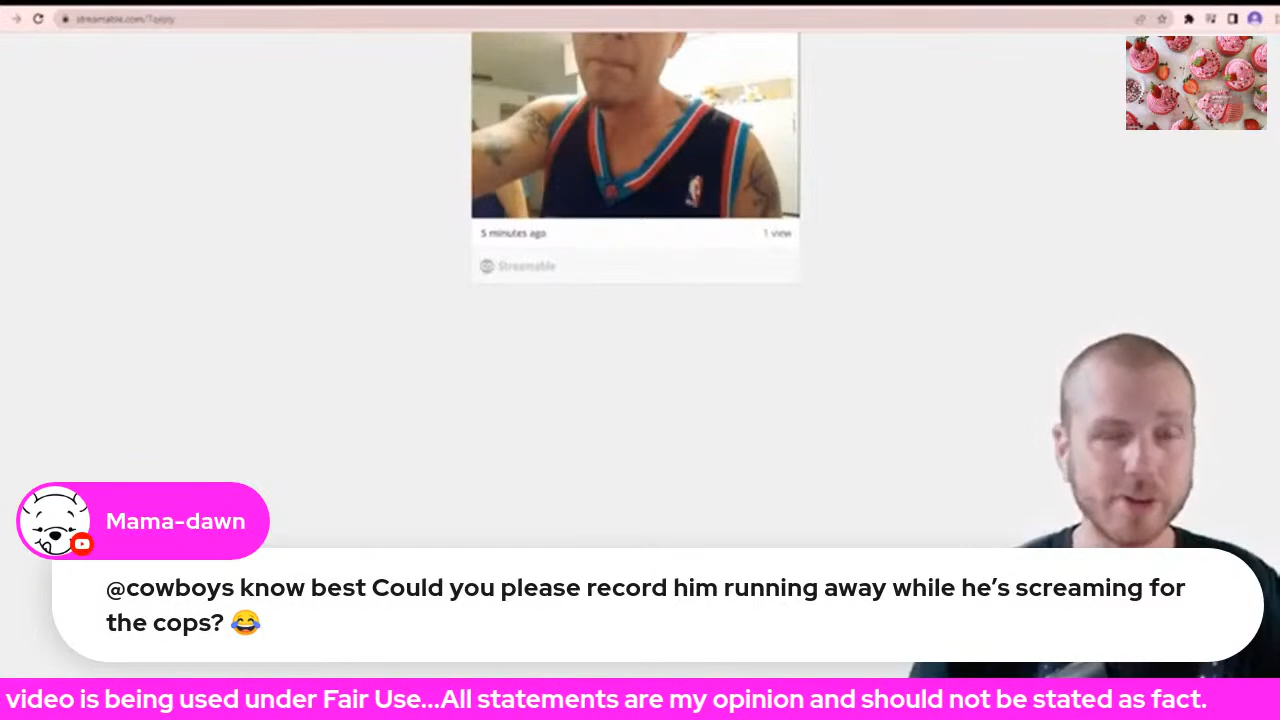 5 minutes ago
1 view
Streamable
Mama-dawn
@cowboys know best Could you please record him running away while he’s screaming for
the cops? 😂
video is being used under Fair Use...All statements are my opinion and should not be stated as fact.